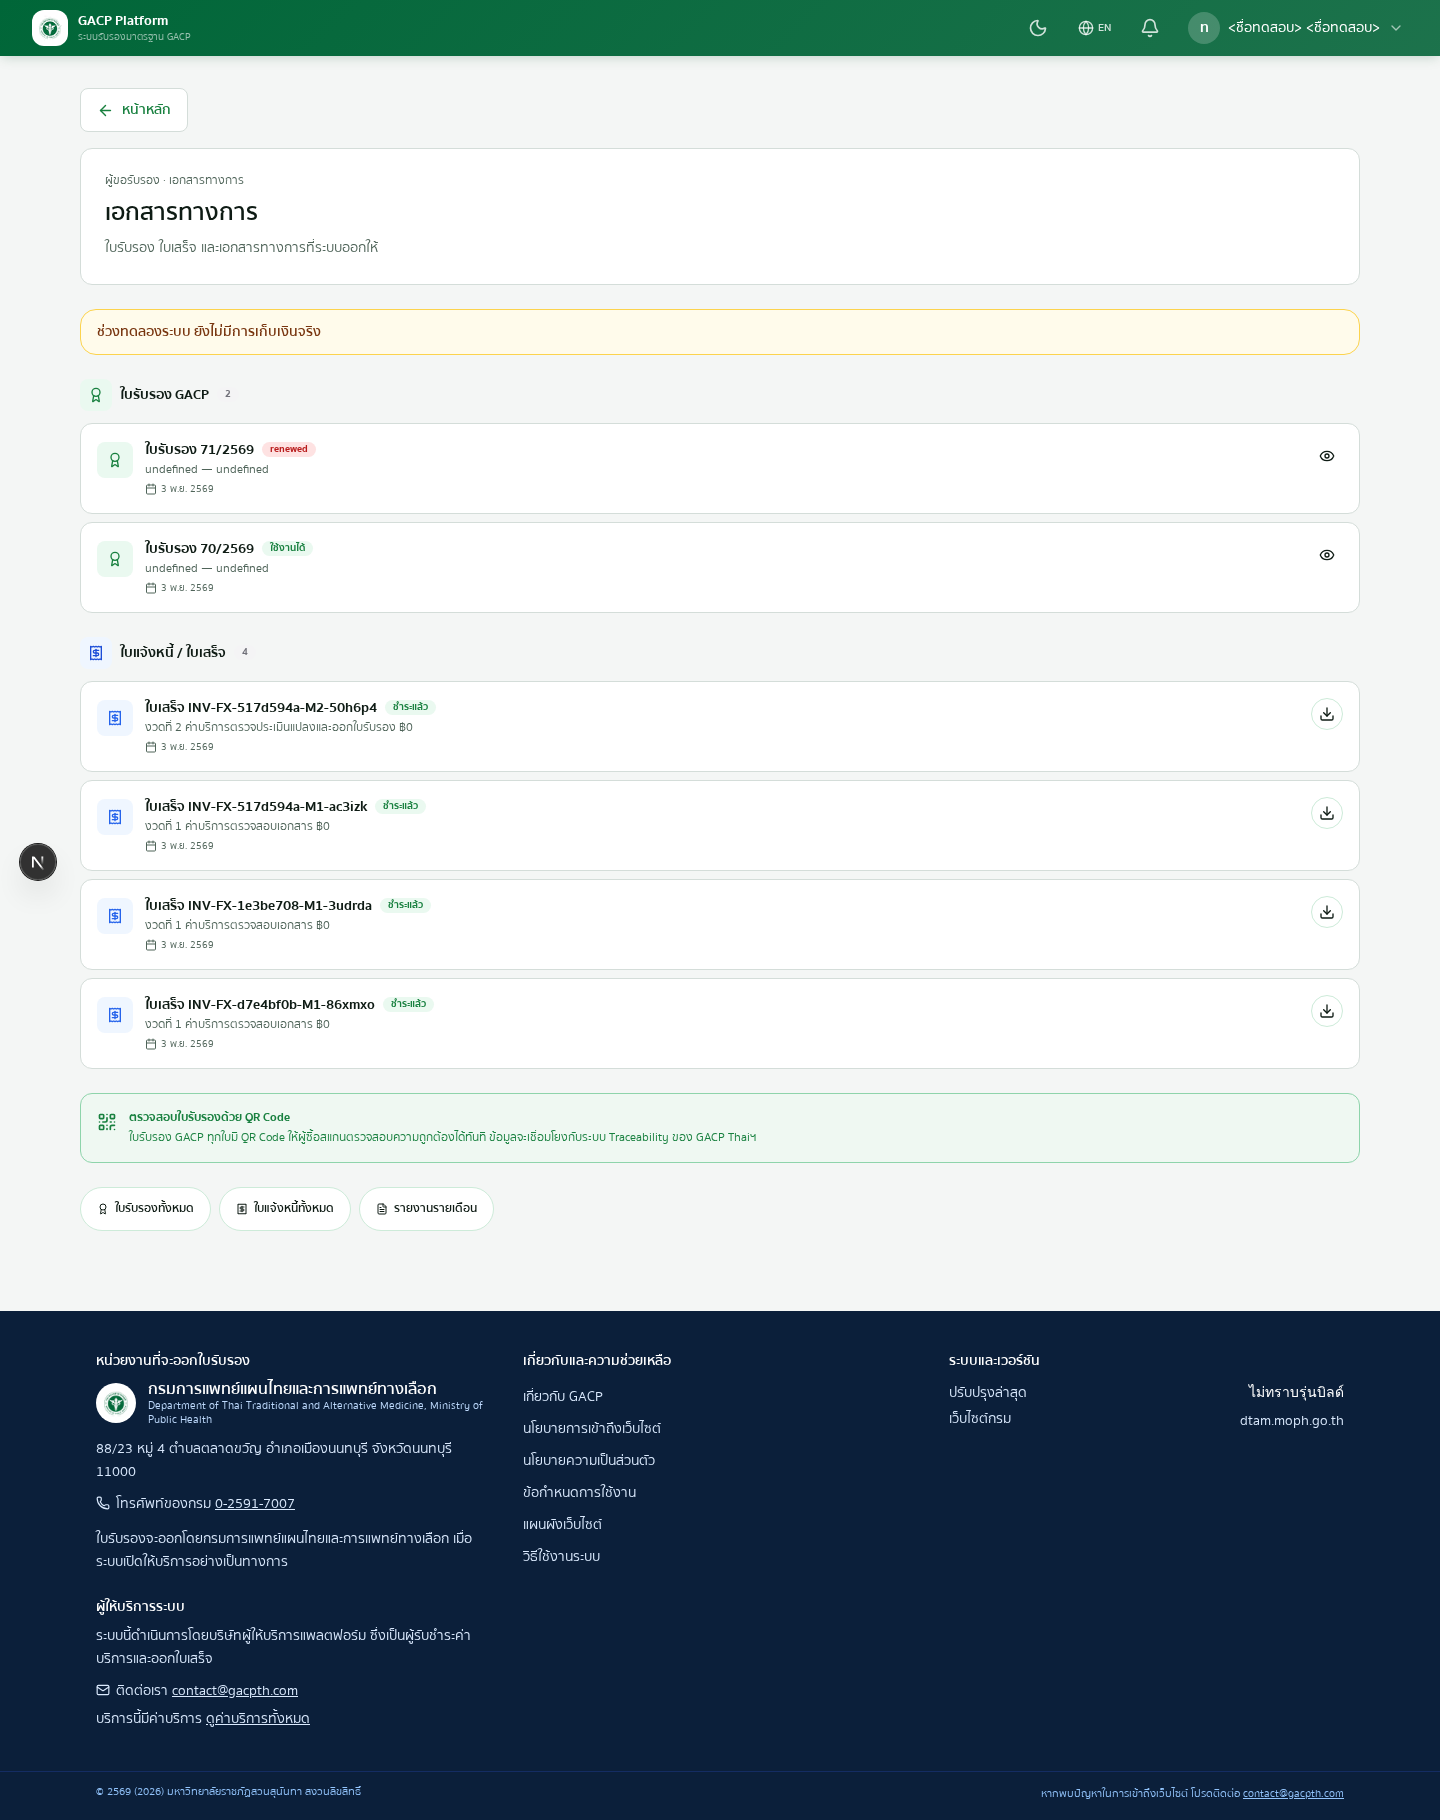 GACP Platform
ระบบรับรองมาตรฐาน GACP
EN
ท
<ชื่อทดสอบ> <ชื่อทดสอบ>
หน้าหลัก
ผู้ขอรับรอง · เอกสารทางการ
เอกสารทางการ
ใบรับรอง ใบเสร็จ และเอกสารทางการที่ระบบออกให้
ช่วงทดลองระบบ ยังไม่มีการเก็บเงินจริง
ใบรับรอง GACP 2
ใบรับรอง 71/2569 renewed
undefined — undefined
3 พ.ย. 2569
ใบรับรอง 70/2569 ใช้งานได้
undefined — undefined
3 พ.ย. 2569
ใบแจ้งหนี้ / ใบเสร็จ 4
ใบเสร็จ INV-FX-517d594a-M2-50h6p4 ชำระแล้ว
งวดที่ 2 ค่าบริการตรวจประเมินแปลงและออกใบรับรอง ฿0
3 พ.ย. 2569
ใบเสร็จ INV-FX-517d594a-M1-ac3izk ชำระแล้ว
งวดที่ 1 ค่าบริการตรวจสอบเอกสาร ฿0
3 พ.ย. 2569
ใบเสร็จ INV-FX-1e3be708-M1-3udrda ชำระแล้ว
งวดที่ 1 ค่าบริการตรวจสอบเอกสาร ฿0
3 พ.ย. 2569
ใบเสร็จ INV-FX-d7e4bf0b-M1-86xmxo ชำระแล้ว
งวดที่ 1 ค่าบริการตรวจสอบเอกสาร ฿0
3 พ.ย. 2569
ตรวจสอบใบรับรองด้วย QR Code
ใบรับรอง GACP ทุกใบมี QR Code ให้ผู้ซื้อสแกนตรวจสอบความถูกต้องได้ทันที ข้อมูลจะเชื่อมโยงกับระบบ Traceability ของ GACP Thaiฯ
ใบรับรองทั้งหมด
ใบแจ้งหนี้ทั้งหมด
รายงานรายเดือน
หน่วยงานที่จะออกใบรับรอง
กรมการแพทย์แผนไทยและการแพทย์ทางเลือก
Department of Thai Traditional and Alternative Medicine, Ministry of
Public Health
88/23 หมู่ 4 ตำบลตลาดขวัญ อำเภอเมืองนนทบุรี จังหวัดนนทบุรี
11000
โทรศัพท์ของกรม 0-2591-7007
ใบรับรองจะออกโดยกรมการแพทย์แผนไทยและการแพทย์ทางเลือก เมื่อ
ระบบเปิดให้บริการอย่างเป็นทางการ
ผู้ให้บริการระบบ
ระบบนี้ดำเนินการโดยบริษัทผู้ให้บริการแพลตฟอร์ม ซึ่งเป็นผู้รับชำระค่า
บริการและออกใบเสร็จ
ติดต่อเรา contact@gacpth.com
บริการนี้มีค่าบริการ ดูค่าบริการทั้งหมด
เกี่ยวกับและความช่วยเหลือ
เกี่ยวกับ GACP
นโยบายการเข้าถึงเว็บไซต์
นโยบายความเป็นส่วนตัว
ข้อกำหนดการใช้งาน
แผนผังเว็บไซต์
วิธีใช้งานระบบ
ระบบและเวอร์ชัน
ปรับปรุงล่าสุด ไม่ทราบรุ่นบิลด์
เว็บไซต์กรม dtam.moph.go.th
© 2569 (2026) มหาวิทยาลัยราชภัฏสวนสุนันทา สงวนลิขสิทธิ์
หากพบปัญหาในการเข้าถึงเว็บไซต์ โปรดติดต่อ contact@gacpth.com